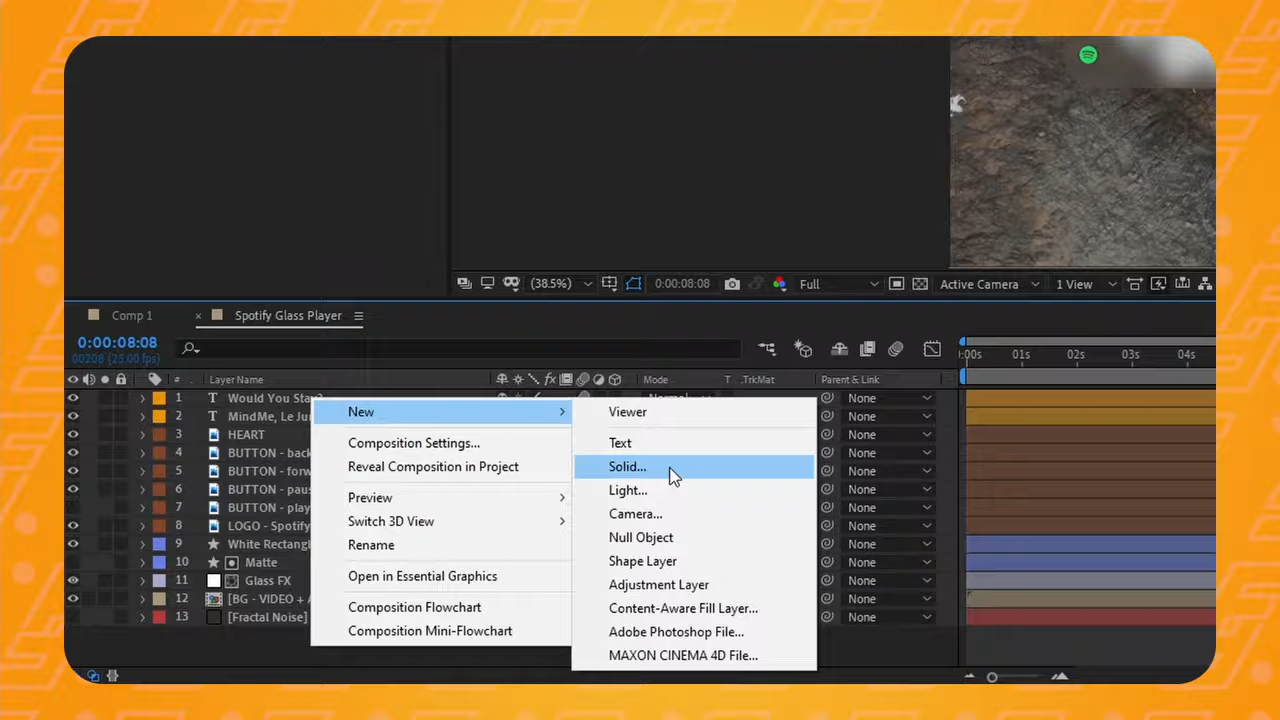 (38.5%)
0:00:08:08
Full
Active Camera
1 View
Comp 1
× Spotify Glass Player
0:00:08:08
00208 (25.00 fps)
:00s 01s 02s 03s 04s
# Layer Name
fx
Mode
T .TrkMat
Parent & Link
1 T Would You Stay?
None
2 T MindMe, Le Ju
None
3 HEART
None
4 BUTTON - back
None
5 BUTTON - forw
None
6 BUTTON - paus
None
7 BUTTON - play
None
8 LOGO - Spotify
None
9 White Rectangl
None
10 Matte
None
11 Glass FX
None
12 [BG - VIDEO + A
None
13 [Fractal Noise]
None
New
Composition Settings...
Reveal Composition in Project
Preview
Switch 3D View
Rename
Open in Essential Graphics
Composition Flowchart
Composition Mini-Flowchart
Viewer
Text
Solid...
Light...
Camera...
Null Object
Shape Layer
Adjustment Layer
Content-Aware Fill Layer...
Adobe Photoshop File...
MAXON CINEMA 4D File...